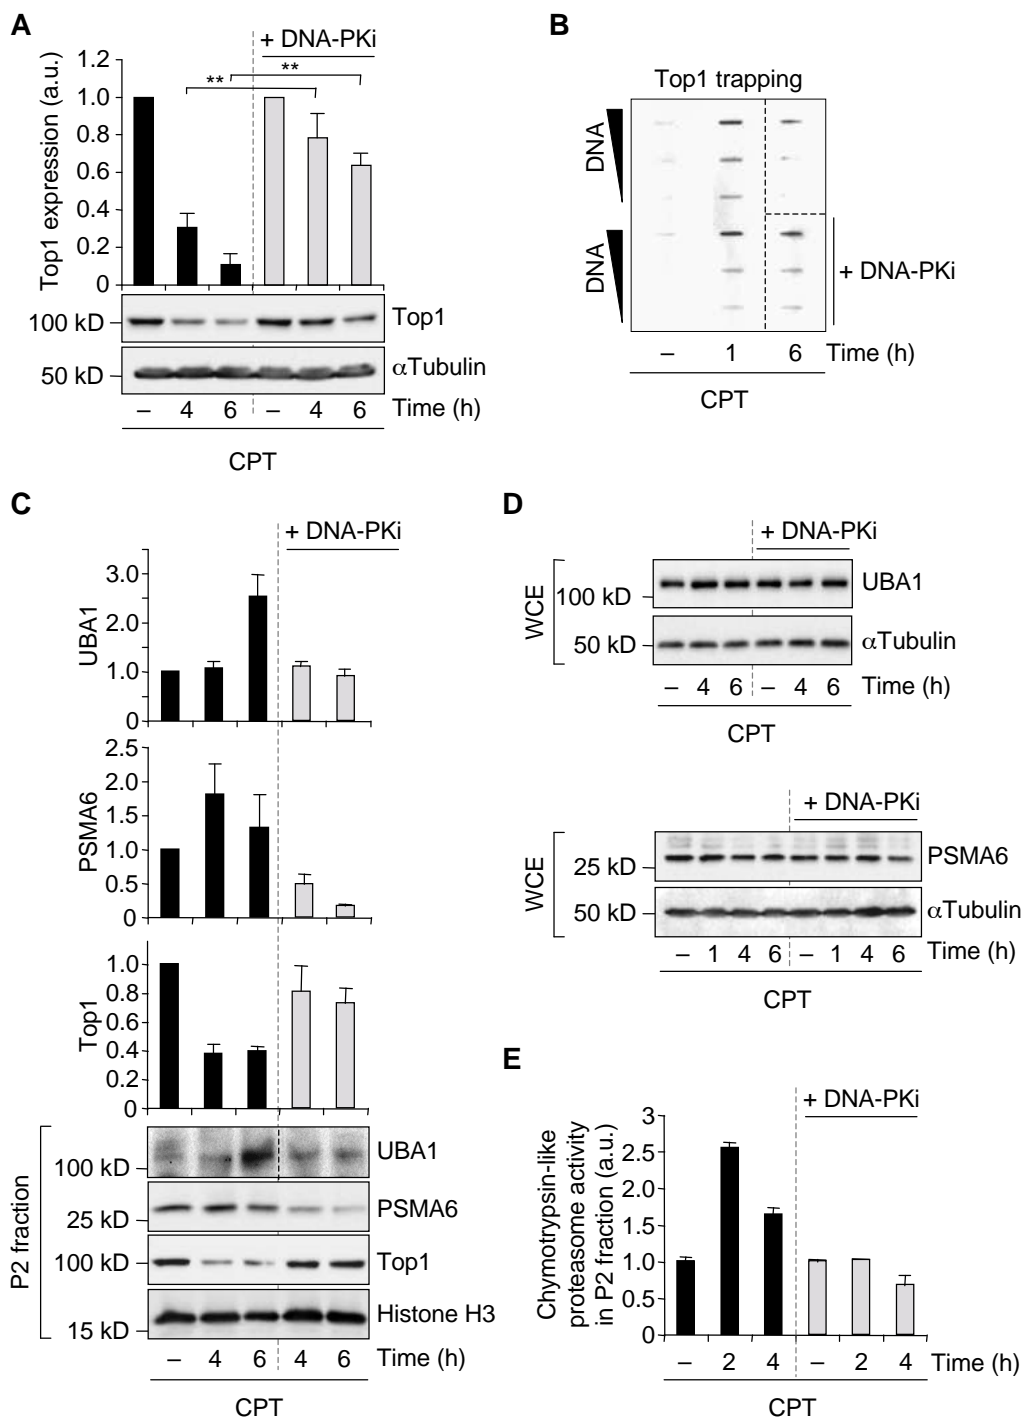 A
+ DNA-PKi
Top1 expression (a.u.)
1.2
1.0
0.8
0.6
0.4
0.2
0
**
**
100 kD
Top1
50 kD
αTubulin
– 4 6 – 4 6 Time (h)
CPT
B
Top1 trapping
DNA
DNA
+ DNA-PKi
– 1 6 Time (h)
CPT
C
+ DNA-PKi
UBA1
3.0
2.0
1.0
0
PSMA6
2.5
2.0
1.5
1.0
0.5
0
Top1
1.0
0.8
0.6
0.4
0.2
0
P2 fraction
100 kD
UBA1
25 kD
PSMA6
100 kD
Top1
15 kD
Histone H3
– 4 6 4 6 Time (h)
CPT
D
+ DNA-PKi
WCE
100 kD
UBA1
50 kD
αTubulin
– 4 6 – 4 6 Time (h)
CPT
+ DNA-PKi
WCE
25 kD
PSMA6
50 kD
αTubulin
– 1 4 6 – 1 4 6 Time (h)
CPT
E
+ DNA-PKi
Chymotrypsin-like
proteasome activity
in P2 fraction (a.u.)
3
2.5
2.0
1.5
1.0
0.5
0
– 2 4 – 2 4 Time (h)
CPT